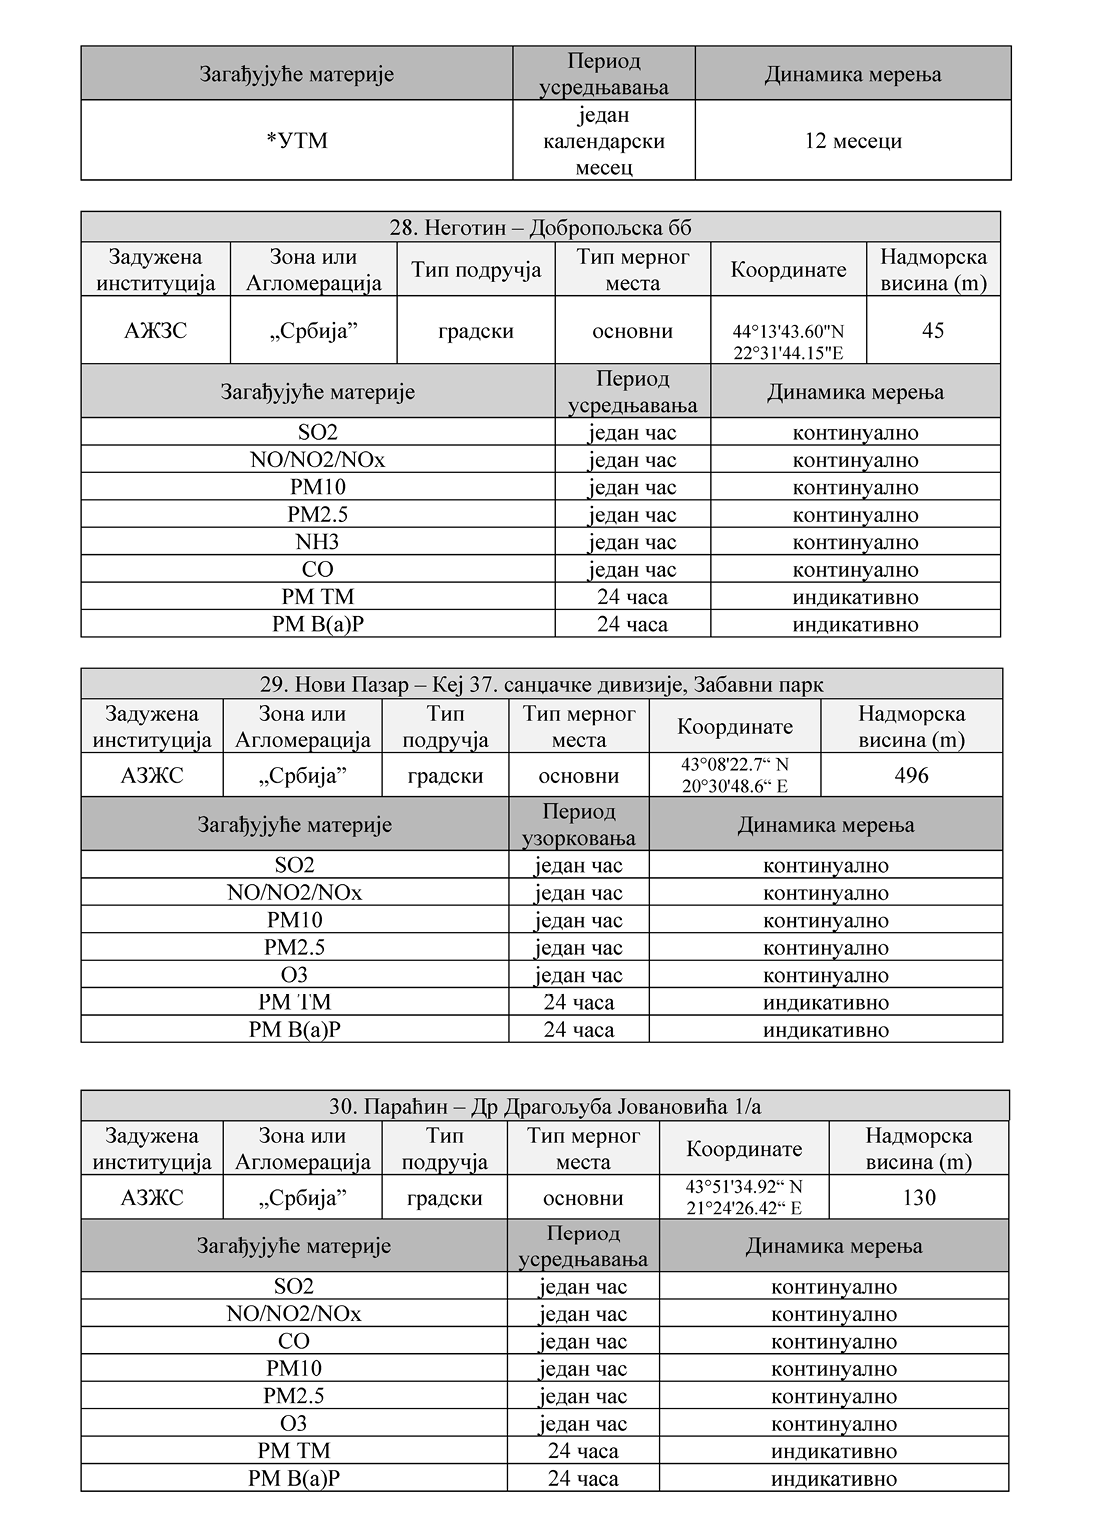 Загађујуће материје
Период
усредњавања
Динамика мерења
*УТМ
један
календарски
месец
12 месеци
28. Неготин – Добропољска бб
Задужена
институција
Зона или
Агломерација
Тип подручја
Тип мерног
места
Координате
Надморска
висина (m)
АЖЗС
„Србија”
градски
основни
44°13'43.60"N
22°31'44.15"E
45
Загађујуће материје
Период
усредњавања
Динамика мерења
SO2 један час континуално
NO/NO2/NOx један час континуално
PM10 један час континуално
PM2.5 један час континуално
NH3 један час континуално
CO један час континуално
PM TM 24 часа индикативно
PM B(a)P 24 часа индикативно
29. Нови Пазар – Кеј 37. санџачке дивизије, Забавни парк
Задужена
институција
Зона или
Агломерација
Тип
подручја
Тип мерног
места
Координате
Надморска
висина (m)
АЗЖС
„Србија”
градски
основни
43°08'22.7“ N
20°30'48.6“ E
496
Загађујуће материје
Период
узорковања
Динамика мерења
SO2 један час континуално
NO/NO2/NOx један час континуално
PM10 један час континуално
PM2.5 један час континуално
O3 један час континуално
PM TM 24 часа индикативно
PM B(a)P 24 часа индикативно
30. Параћин – Др Драгољуба Јовановића 1/а
Задужена
институција
Зона или
Агломерација
Тип
подручја
Тип мерног
места
Координате
Надморска
висина (m)
АЗЖС
„Србија”
градски
основни
43°51'34.92“ N
21°24'26.42“ E
130
Загађујуће материје
Период
усредњавања
Динамика мерења
SO2 један час континуално
NO/NO2/NOx један час континуално
CO један час континуално
PM10 један час континуално
PM2.5 један час континуално
O3 један час континуално
PM TM 24 часа индикативно
PM B(a)P 24 часа индикативно